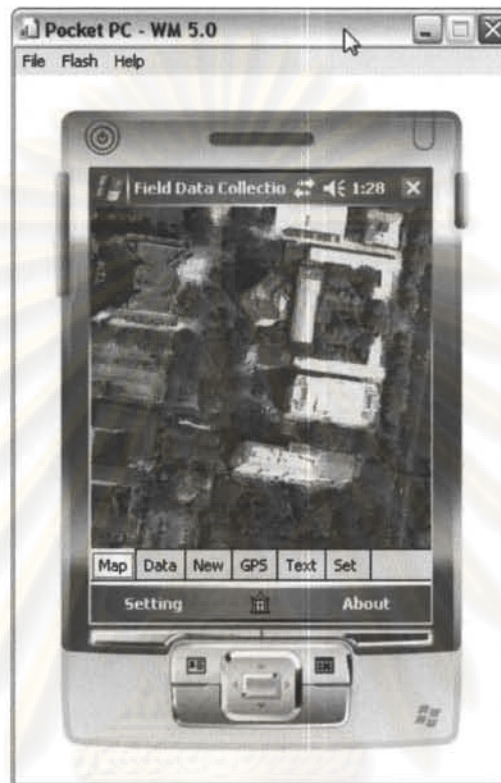 Pocket PC - WM 5.0
File Flash Help
Field Data Collectio 1:28
Map Data New GPS Text Set
Setting About